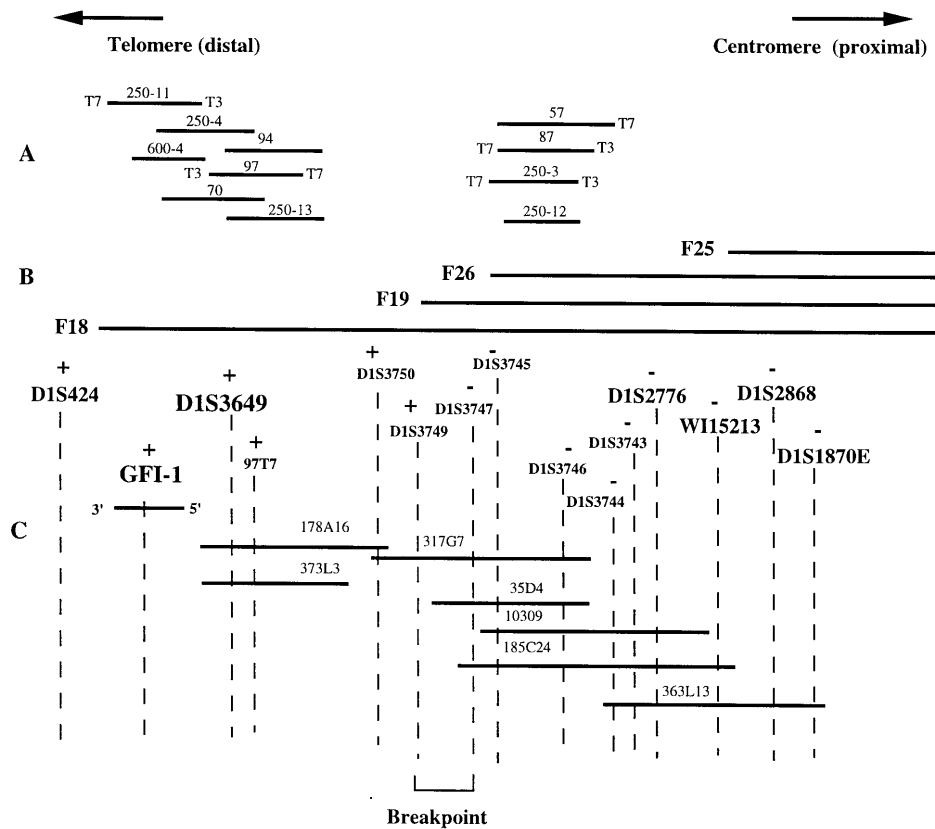 Telomere (distal)
Centromere (proximal)
A
T7 250-11 T3
250-4
94
600-4
T3 97 T7
70
250-13
57 T7
T7 87 T3
T7 250-3 T3
250-12
B
F25
F26
F19
F18
+ D1S424
+ D1S3649
+ GFI-1
+ 97T7
+ D1S3750
+ D1S3749
- D1S3747
- D1S3745
- D1S3746
- D1S3744
- D1S3743
- D1S2776
- WI15213
- D1S2868
- D1S1870E
C
3' 5'
178A16
317G7
373L3
35D4
10309
185C24
363L13
Breakpoint